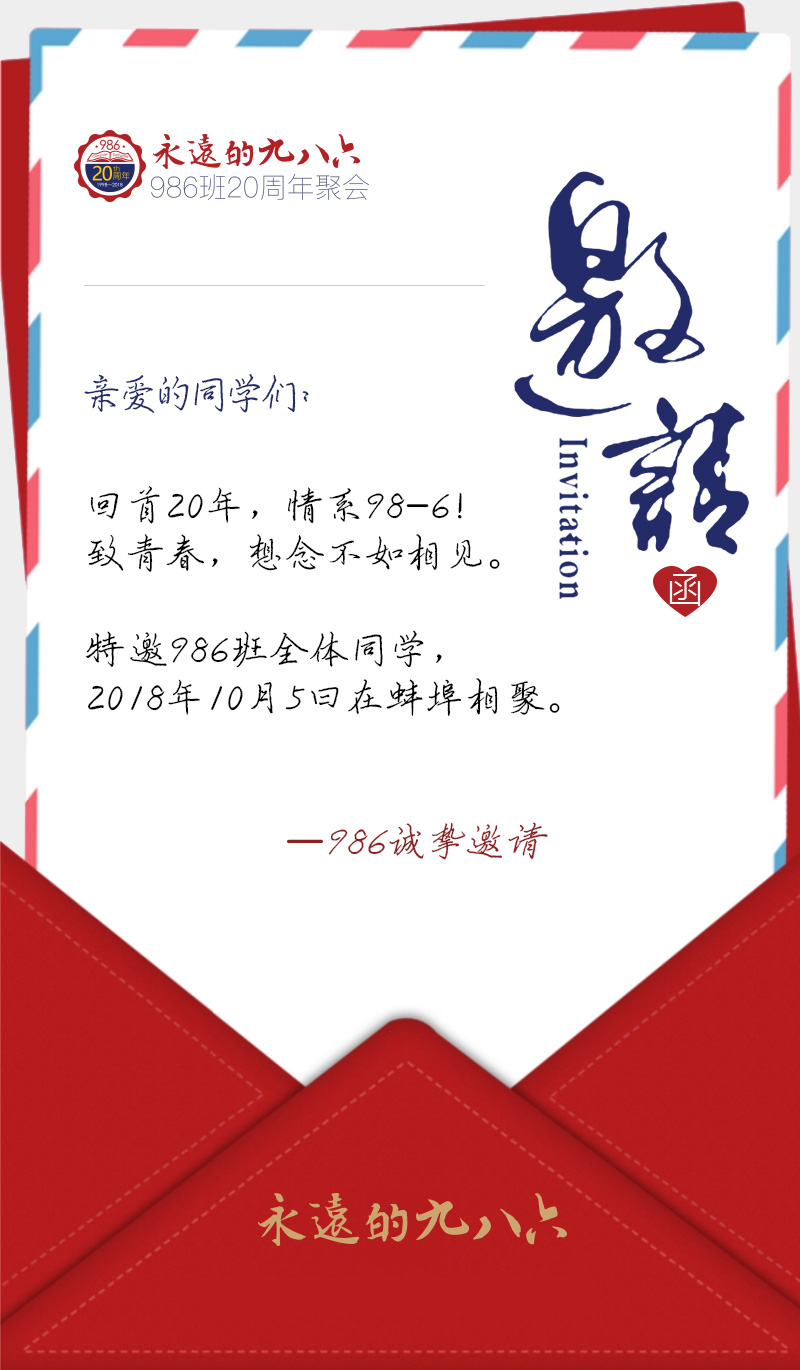 986
20th
周年
1998-2018
永遠的九八六
986班20周年聚会
邀請
Invitation
函
亲爱的同学们：
回首20年，情系98-6！
致青春，想念不如相见。
特邀986班全体同学，
2018年10月5日在蚌埠相聚。
—986诚挚邀请
永遠的九八六